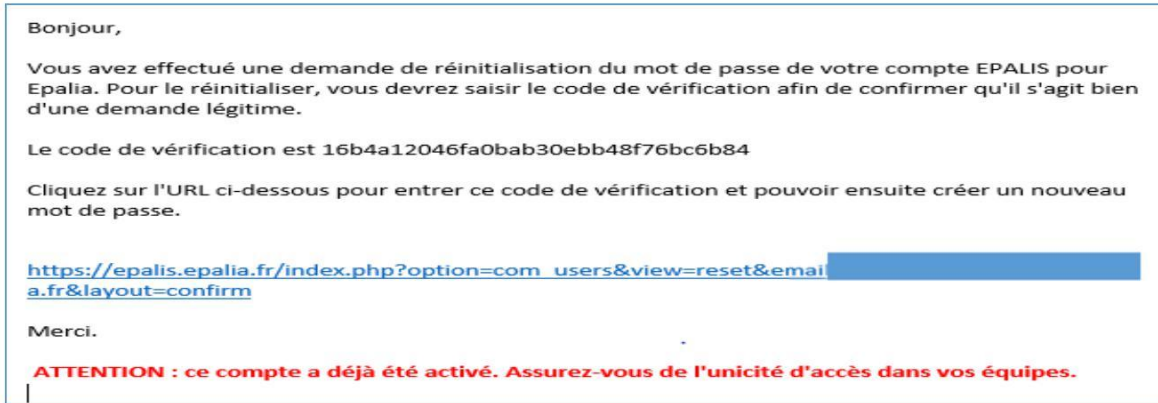 Bonjour,
Vous avez effectué une demande de réinitialisation du mot de passe de votre compte EPALIS pour
Epalia. Pour le réinitialiser, vous devrez saisir le code de vérification afin de confirmer qu'il s'agit bien
d'une demande légitime.
Le code de vérification est 16b4a12046fa0bab30ebb48f76bc6b84
Cliquez sur l'URL ci-dessous pour entrer ce code de vérification et pouvoir ensuite créer un nouveau
mot de passe.
https://epalis.epalia.fr/index.php?option=com_users&view=reset&email
a.fr&layout=confirm
Merci.
ATTENTION : ce compte a déjà été activé. Assurez-vous de l'unicité d'accès dans vos équipes.